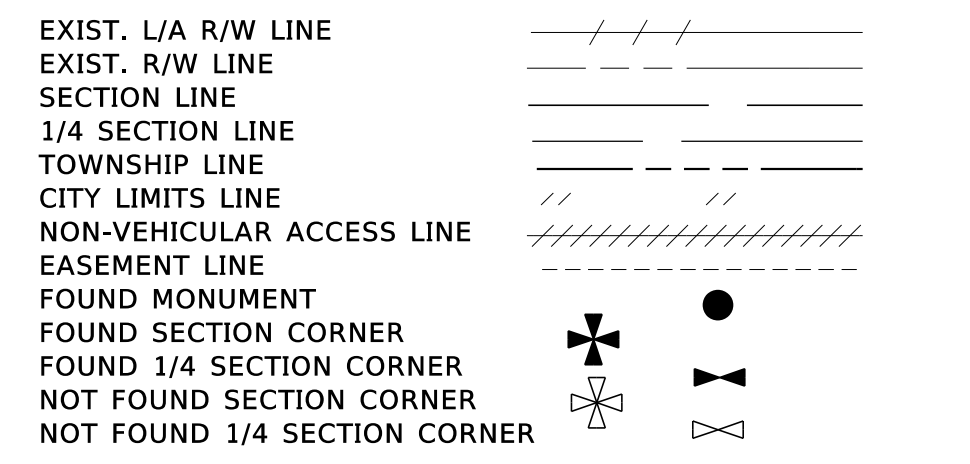 EXIST. L/A R/W LINE
EXIST. R/W LINE
SECTION LINE
1/4 SECTION LINE
TOWNSHIP LINE
CITY LIMITS LINE
NON-VEHICULAR ACCESS LINE
EASEMENT LINE
FOUND MONUMENT
FOUND SECTION CORNER
FOUND 1/4 SECTION CORNER
NOT FOUND SECTION CORNER
NOT FOUND 1/4 SECTION CORNER